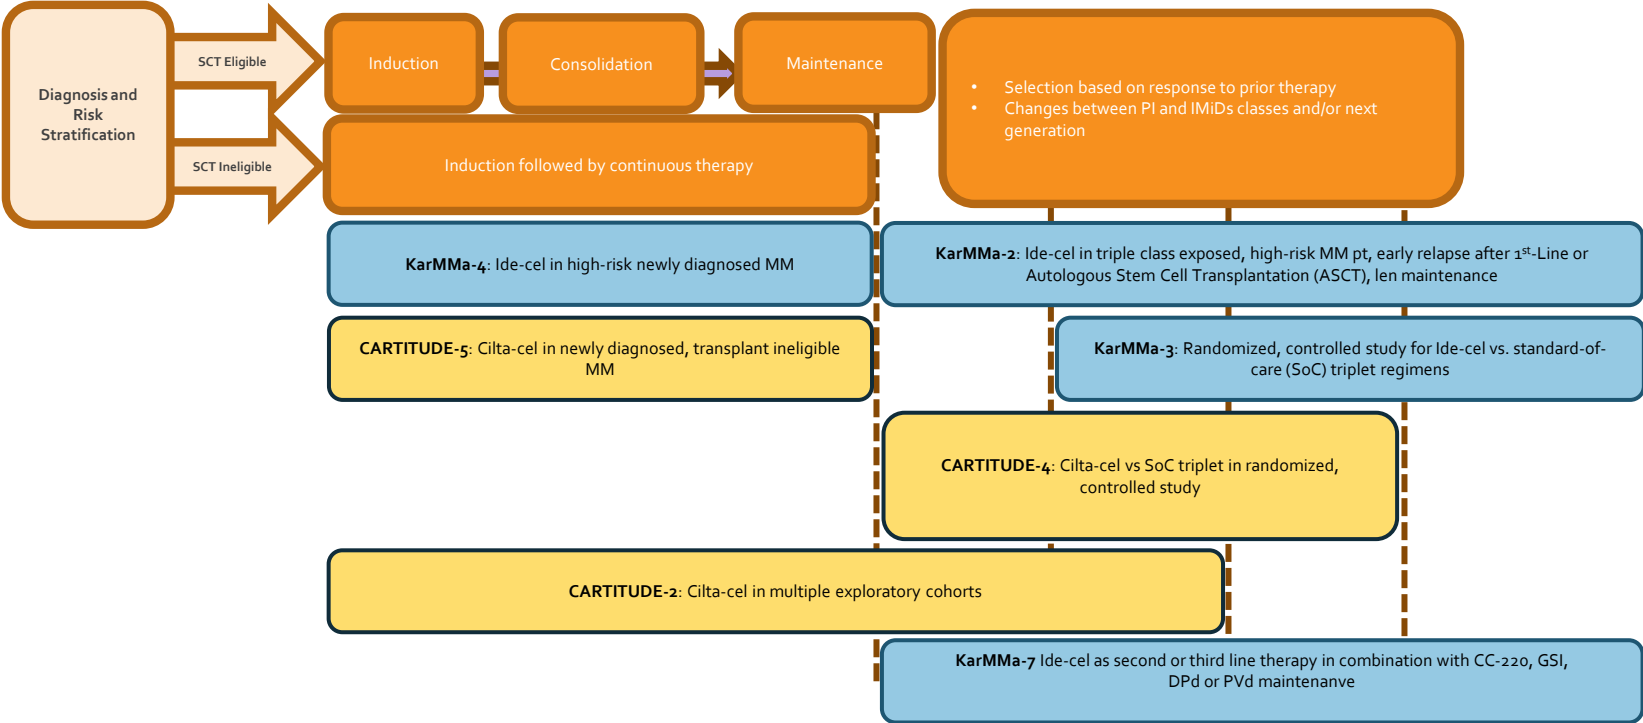 Diagnosis and
Risk
Stratification
SCT Eligible
SCT Ineligible
Induction
Consolidation
Maintenance
Induction followed by continuous therapy
• Selection based on response to prior therapy
• Changes between PI and IMiDs classes and/or next
generation
KarMMa-4: Ide-cel in high-risk newly diagnosed MM
KarMMa-2: Ide-cel in triple class exposed, high-risk MM pt, early relapse after 1st-Line or
Autologous Stem Cell Transplantation (ASCT), len maintenance
CARTITUDE-5: Cilta-cel in newly diagnosed, transplant ineligible
MM
KarMMa-3: Randomized, controlled study for Ide-cel vs. standard-of-
care (SoC) triplet regimens
CARTITUDE-4: Cilta-cel vs SoC triplet in randomized,
controlled study
CARTITUDE-2: Cilta-cel in multiple exploratory cohorts
KarMMa-7 Ide-cel as second or third line therapy in combination with CC-220, GSI,
DPd or PVd maintenanve